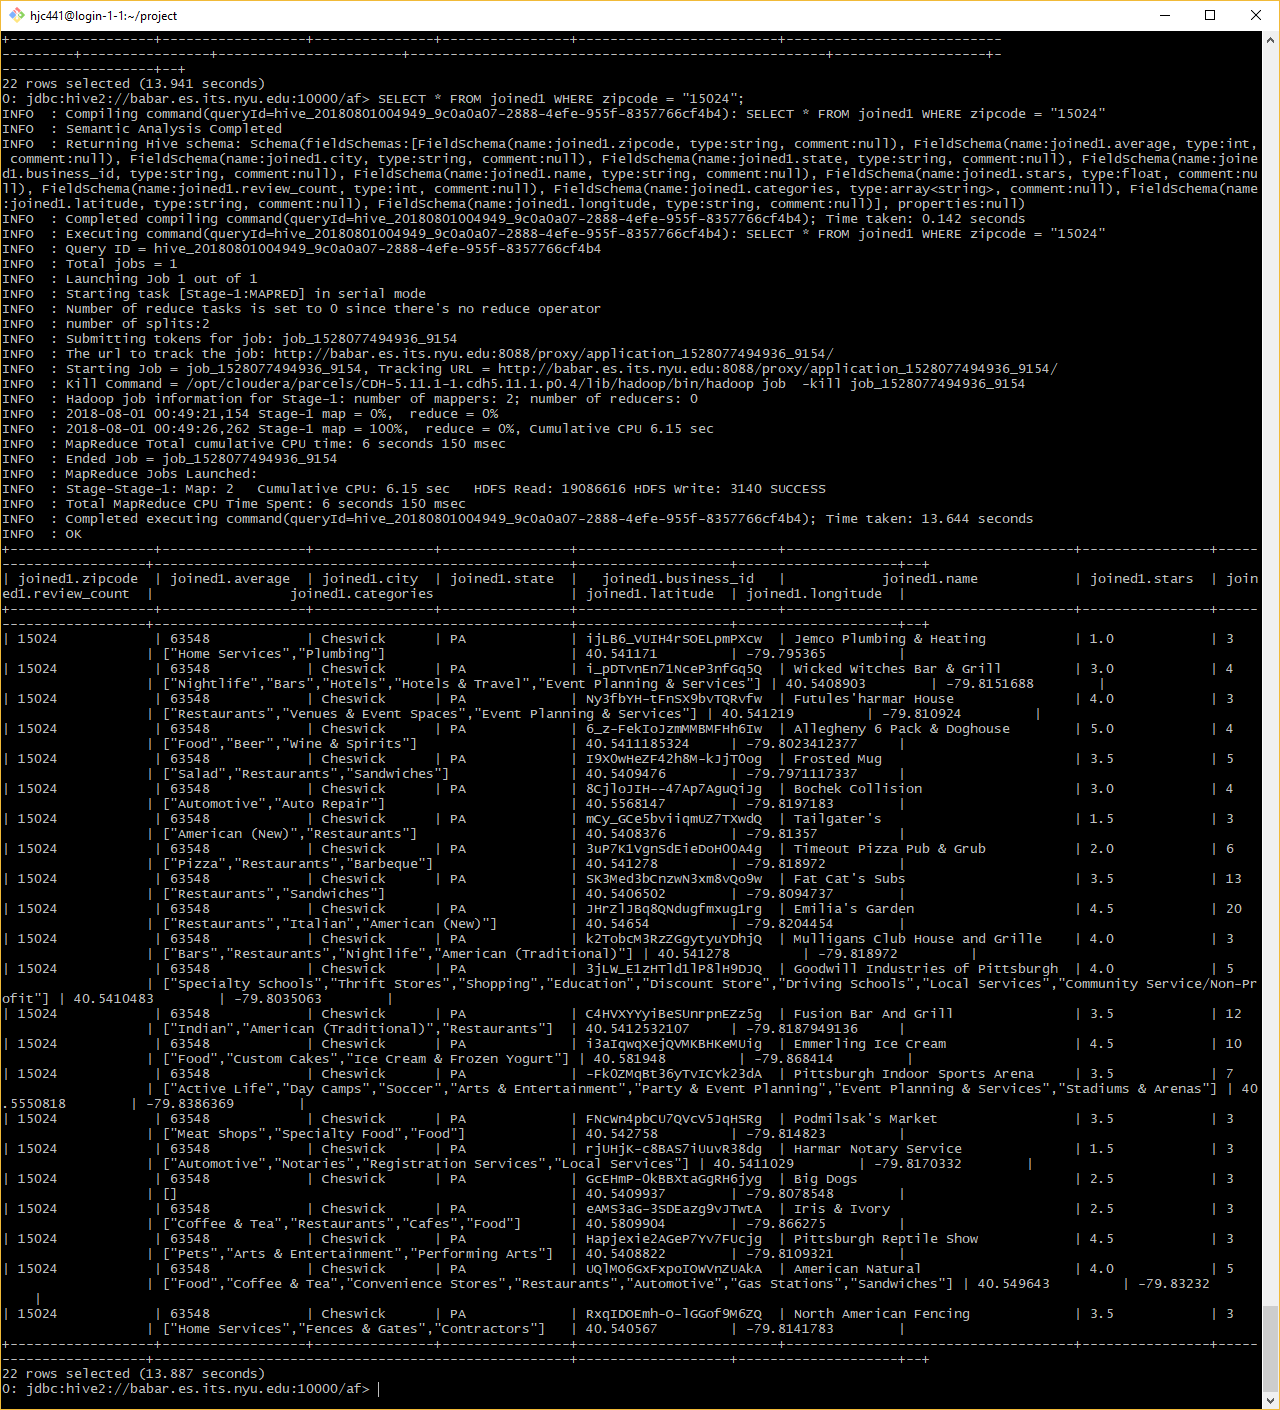 hjc441@login-1-1:~/project
+------------------+------------------+---------------+-----------------+-------------------------+---------------------------
---------+----------------+-----------------------+----------------------------------------------------+-------------------+-
-------------------+--+
22 rows selected (13.941 seconds)
0: jdbc:hive2://babar.es.its.nyu.edu:10000/af> SELECT * FROM joined1 WHERE zipcode = "15024";
INFO  : Compiling command(queryId=hive_20180801004949_9c0a0a07-2888-4efe-955f-8357766cf4b4): SELECT * FROM joined1 WHERE zipcode = "15024"
INFO  : Semantic Analysis Completed
INFO  : Returning Hive schema: Schema(fieldSchemas:[FieldSchema(name:joined1.zipcode, type:string, comment:null), FieldSchema(name:joined1.average, type:int,
 comment:null), FieldSchema(name:joined1.city, type:string, comment:null), FieldSchema(name:joined1.state, type:string, comment:null), FieldSchema(name:joine
d1.business_id, type:string, comment:null), FieldSchema(name:joined1.name, type:string, comment:null), FieldSchema(name:joined1.stars, type:float, comment:nu
ll), FieldSchema(name:joined1.review_count, type:int, comment:null), FieldSchema(name:joined1.categories, type:array<string>, comment:null), FieldSchema(name
:joined1.latitude, type:string, comment:null), FieldSchema(name:joined1.longitude, type:string, comment:null)], properties:null)
INFO  : Completed compiling command(queryId=hive_20180801004949_9c0a0a07-2888-4efe-955f-8357766cf4b4); Time taken: 0.142 seconds
INFO  : Executing command(queryId=hive_20180801004949_9c0a0a07-2888-4efe-955f-8357766cf4b4): SELECT * FROM joined1 WHERE zipcode = "15024"
INFO  : Query ID = hive_20180801004949_9c0a0a07-2888-4efe-955f-8357766cf4b4
INFO  : Total jobs = 1
INFO  : Launching Job 1 out of 1
INFO  : Starting task [Stage-1:MAPRED] in serial mode
INFO  : Number of reduce tasks is set to 0 since there's no reduce operator
INFO  : number of splits:2
INFO  : Submitting tokens for job: job_1528077494936_9154
INFO  : The url to track the job: http://babar.es.its.nyu.edu:8088/proxy/application_1528077494936_9154/
INFO  : Starting Job = job_1528077494936_9154, Tracking URL = http://babar.es.its.nyu.edu:8088/proxy/application_1528077494936_9154/
INFO  : Kill Command = /opt/cloudera/parcels/CDH-5.11.1-1.cdh5.11.1.p0.4/lib/hadoop/bin/hadoop job  -kill job_1528077494936_9154
INFO  : Hadoop job information for Stage-1: number of mappers: 2; number of reducers: 0
INFO  : 2018-08-01 00:49:21,154 Stage-1 map = 0%,  reduce = 0%
INFO  : 2018-08-01 00:49:26,262 Stage-1 map = 100%,  reduce = 0%, Cumulative CPU 6.15 sec
INFO  : MapReduce Total cumulative CPU time: 6 seconds 150 msec
INFO  : Ended Job = job_1528077494936_9154
INFO  : MapReduce Jobs Launched:
INFO  : Stage-Stage-1: Map: 2   Cumulative CPU: 6.15 sec   HDFS Read: 19086616 HDFS Write: 3140 SUCCESS
INFO  : Total MapReduce CPU Time Spent: 6 seconds 150 msec
INFO  : Completed executing command(queryId=hive_20180801004949_9c0a0a07-2888-4efe-955f-8357766cf4b4); Time taken: 13.644 seconds
INFO  : OK
+------------------+------------------+---------------+-----------------+-------------------------+------------------------------------+----------------+-----
------------------+----------------------------------------------------+-------------------+--------------------+--+
| joined1.zipcode  | joined1.average  | joined1.city  | joined1.state  |   joined1.business_id   |            joined1.name            | joined1.stars  | join
ed1.review_count  |                 joined1.categories                 | joined1.latitude  | joined1.longitude  |
+------------------+------------------+---------------+-----------------+-------------------------+------------------------------------+----------------+-----
------------------+----------------------------------------------------+-------------------+--------------------+--+
| 15024 | 63548 | Cheswick | PA | ijLB6_VUIH4rSOELpmPXcw | Jemco Plumbing & Heating | 1.0 | 3
| ["Home Services","Plumbing"] | 40.541171 | -79.795365 |
| 15024 | 63548 | Cheswick | PA | i_pDTvnEn71NceP3nfGq5Q | Wicked Witches Bar & Grill | 3.0 | 4
| ["Nightlife","Bars","Hotels","Hotels & Travel","Event Planning & Services"] | 40.5408903 | -79.8151688 |
| 15024 | 63548 | Cheswick | PA | Ny3fbYH-tFnSX9bvTQRvfw | Futules'harmar House | 4.0 | 3
| ["Restaurants","Venues & Event Spaces","Event Planning & Services"] | 40.541219 | -79.810924 |
| 15024 | 63548 | Cheswick | PA | 6_z-FekIoJzmMMBMFHh6Iw | Allegheny 6 Pack & Doghouse | 5.0 | 4
| ["Food","Beer","Wine & Spirits"] | 40.5411185324 | -79.8023412377 |
| 15024 | 63548 | Cheswick | PA | I9XOwHeZF42h8M-kJjTOog | Frosted Mug | 3.5 | 5
| ["Salad","Restaurants","Sandwiches"] | 40.5409476 | -79.7971117337 |
| 15024 | 63548 | Cheswick | PA | 8CjloJIH--47Ap7AguQiJg | Bochek Collision | 3.0 | 4
| ["Automotive","Auto Repair"] | 40.5568147 | -79.8197183 |
| 15024 | 63548 | Cheswick | PA | mCy_GCe5bviiqmUZ7TXwdQ | Tailgater's | 1.5 | 3
| ["American (New)","Restaurants"] | 40.5408376 | -79.81357 |
| 15024 | 63548 | Cheswick | PA | 3uP7K1VgnSdEieDoH00A4g | Timeout Pizza Pub & Grub | 2.0 | 6
| ["Pizza","Restaurants","Barbeque"] | 40.541278 | -79.818972 |
| 15024 | 63548 | Cheswick | PA | SK3Med3bCnzwN3xm8vQo9w | Fat Cat's Subs | 3.5 | 13
| ["Restaurants","Sandwiches"] | 40.5406502 | -79.8094737 |
| 15024 | 63548 | Cheswick | PA | JHrZlJBq8QNdugfmxug1rg | Emilia's Garden | 4.5 | 20
| ["Restaurants","Italian","American (New)"] | 40.54654 | -79.8204454 |
| 15024 | 63548 | Cheswick | PA | k2TobcM3RzZGgytyuYDhjQ | Mulligans Club House and Grille | 4.0 | 3
| ["Bars","Restaurants","Nightlife","American (Traditional)"] | 40.541278 | -79.818972 |
| 15024 | 63548 | Cheswick | PA | 3jLW_E1zHTld1lP8lH9DJQ | Goodwill Industries of Pittsburgh | 4.0 | 5
| ["Specialty Schools","Thrift Stores","Shopping","Education","Discount Store","Driving Schools","Local Services","Community Service/Non-Pr
ofit"] | 40.5410483 | -79.8035063 |
| 15024 | 63548 | Cheswick | PA | C4HVXYYyiBeSUnrpnEZz5g | Fusion Bar And Grill | 3.5 | 12
| ["Indian","American (Traditional)","Restaurants"] | 40.5412532107 | -79.8187949136 |
| 15024 | 63548 | Cheswick | PA | i3aIqwqXejQVMKBHKeMUig | Emmerling Ice Cream | 4.5 | 10
| ["Food","Custom Cakes","Ice Cream & Frozen Yogurt"] | 40.581948 | -79.868414 |
| 15024 | 63548 | Cheswick | PA | -Fk0ZMqBt36yTvICYk23dA | Pittsburgh Indoor Sports Arena | 3.5 | 7
| ["Active Life","Day Camps","Soccer","Arts & Entertainment","Party & Event Planning","Event Planning & Services","Stadiums & Arenas"] | 40
.5550818 | -79.8386369 |
| 15024 | 63548 | Cheswick | PA | FNcWn4pbCU7QVcV5JqHSRg | Podmilsak's Market | 3.5 | 3
| ["Meat Shops","Specialty Food","Food"] | 40.542758 | -79.814823 |
| 15024 | 63548 | Cheswick | PA | rjUHjK-c8BAS7iUuvR38dg | Harmar Notary Service | 1.5 | 3
| ["Automotive","Notaries","Registration Services","Local Services"] | 40.5411029 | -79.8170332 |
| 15024 | 63548 | Cheswick | PA | GcEHmP-0kBBXtaGgRH6jyg | Big Dogs | 2.5 | 3
| [] | 40.5409937 | -79.8078548 |
| 15024 | 63548 | Cheswick | PA | eAMS3aG-3SDEazg9vJTwtA | Iris & Ivory | 2.5 | 3
| ["Coffee & Tea","Restaurants","Cafes","Food"] | 40.5809904 | -79.866275 |
| 15024 | 63548 | Cheswick | PA | Hapjexie2AGeP7Yv7FUcjg | Pittsburgh Reptile Show | 4.5 | 3
| ["Pets","Arts & Entertainment","Performing Arts"] | 40.5408822 | -79.8109321 |
| 15024 | 63548 | Cheswick | PA | UQlMO6GxFxpoIOWVnZUAkA | American Natural | 4.0 | 5
| ["Food","Coffee & Tea","Convenience Stores","Restaurants","Automotive","Gas Stations","Sandwiches"] | 40.549643 | -79.83232
|
| 15024 | 63548 | Cheswick | PA | RxqIDOEmh-O-lGGof9M6ZQ | North American Fencing | 3.5 | 3
| ["Home Services","Fences & Gates","Contractors"] | 40.540567 | -79.8141783 |
+------------------+------------------+---------------+-----------------+-------------------------+------------------------------------+----------------+-----
------------------+----------------------------------------------------+-------------------+--------------------+--+
22 rows selected (13.887 seconds)
0: jdbc:hive2://babar.es.its.nyu.edu:10000/af>